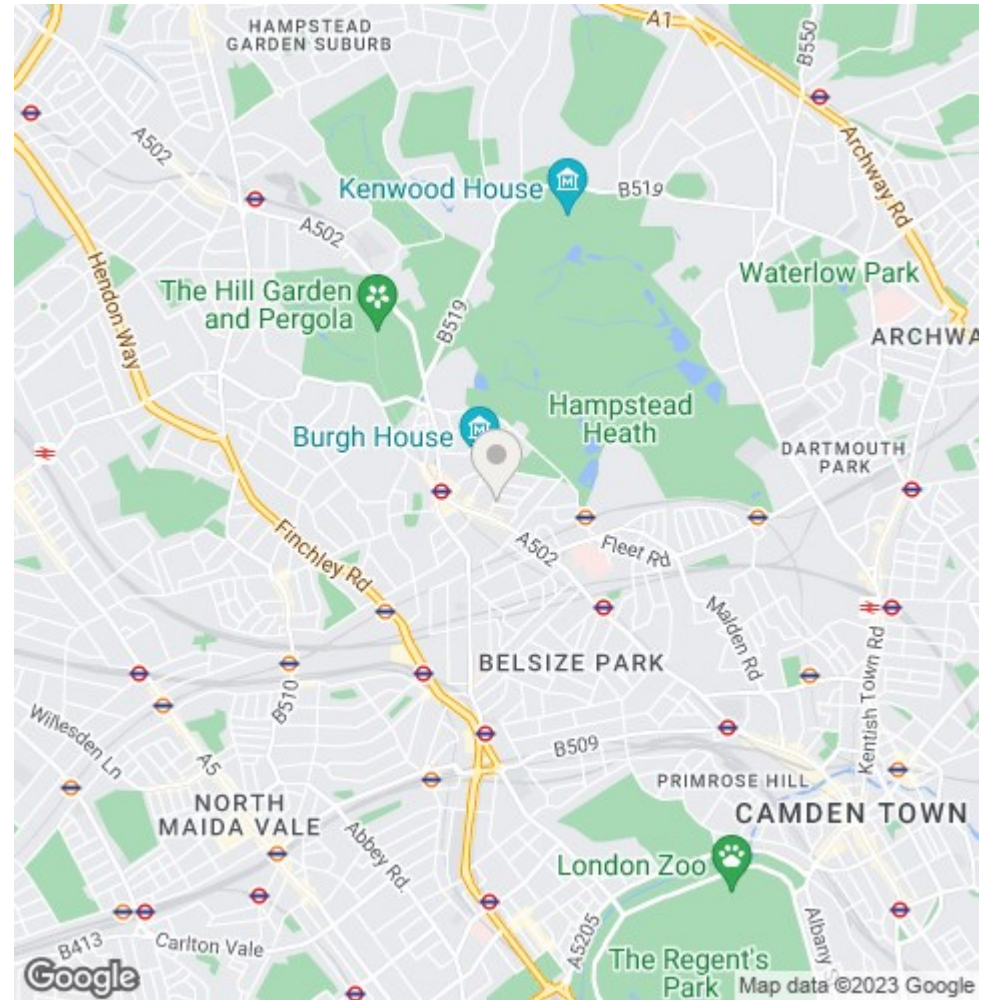 HAMPSTEAD
GARDEN SUBURB
A1
B550
A502
Kenwood House
B519
Archway Rd
A502
Hendon Way
The Hill Garden
and Pergola
B519
Waterlow Park
ARCHWA
Hampstead
Heath
Burgh House
DARTMOUTH
PARK
Finchley Rd
A502
Fleet Rd
Malden Rd
Kentish Town Rd
BELSIZE PARK
B510
Willesden Ln
A5
B509
PRIMROSE HILL
NORTH
MAIDA VALE
CAMDEN TOWN
Abbey Rd.
London Zoo
A5205
Albany S
B413
Carlton Vale
The Regent's
Park
Google
Map data ©2023 Google